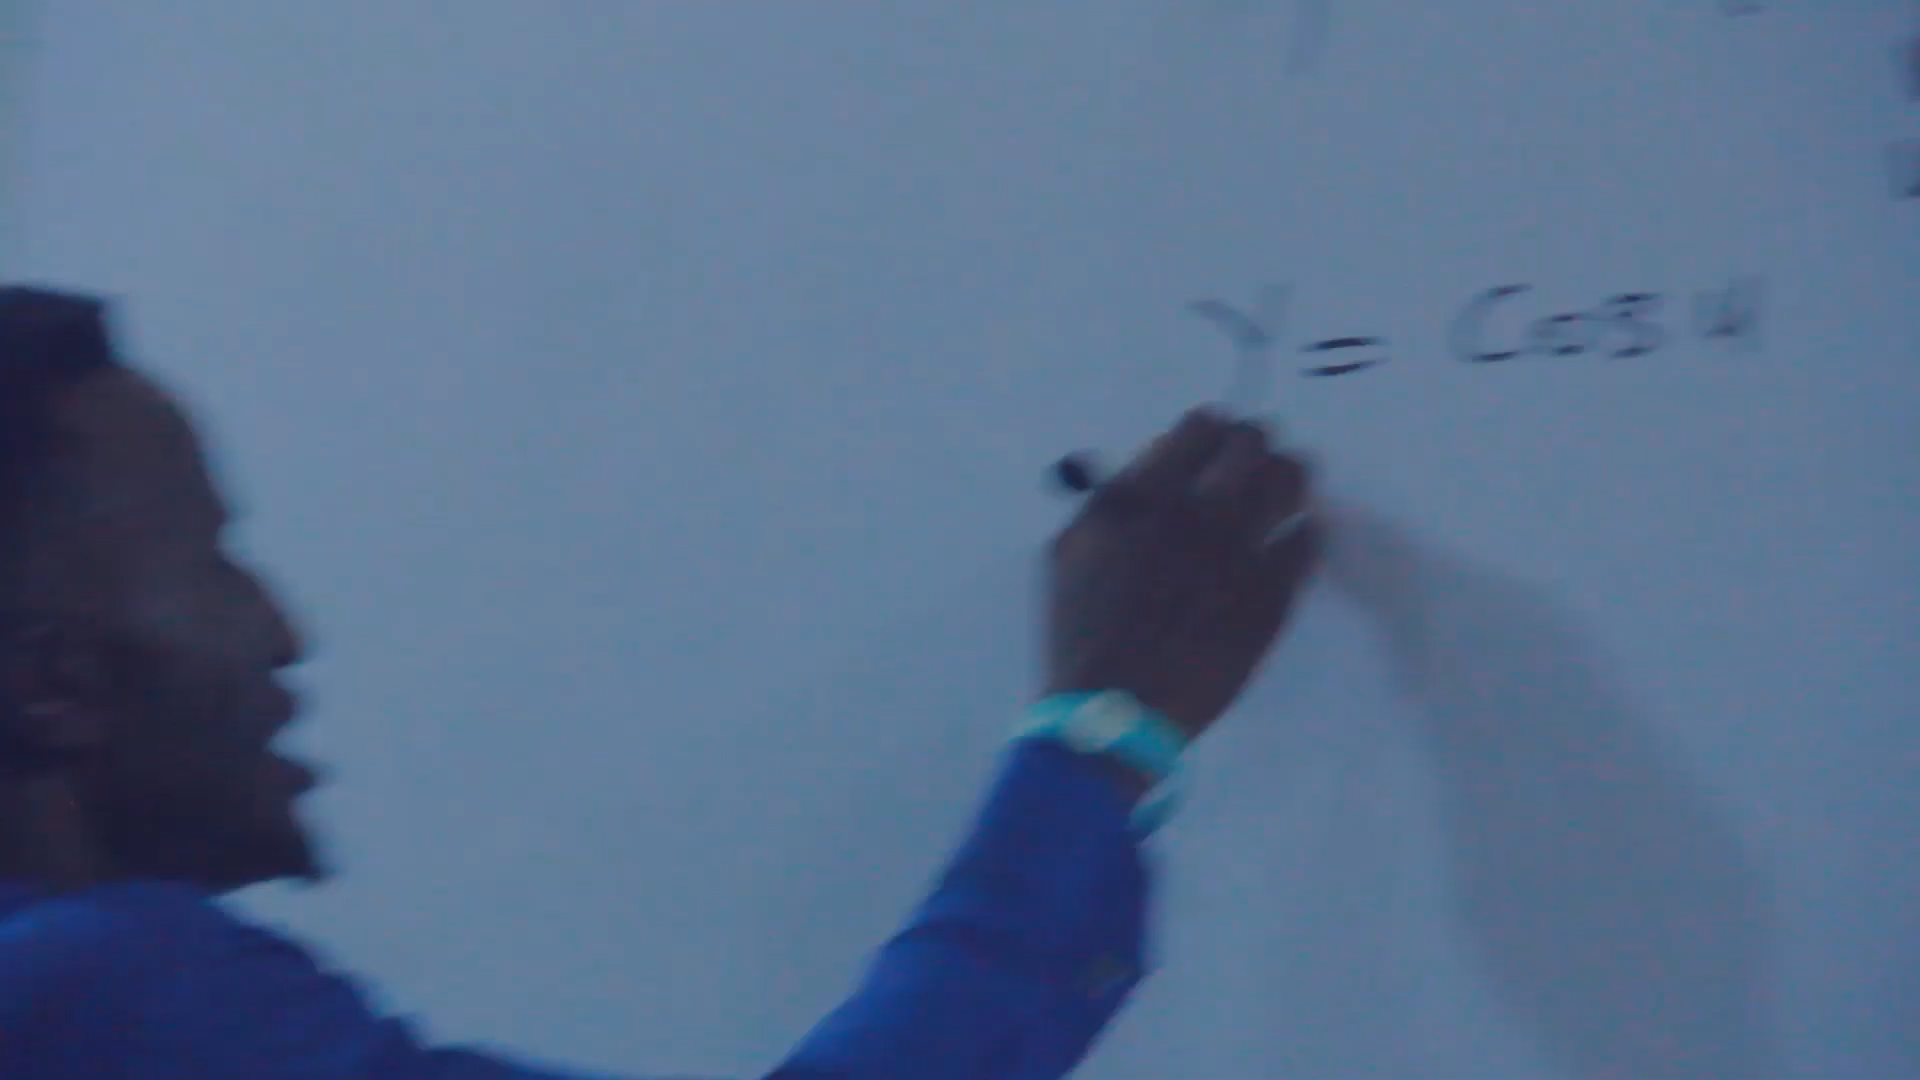 Y = Cos u